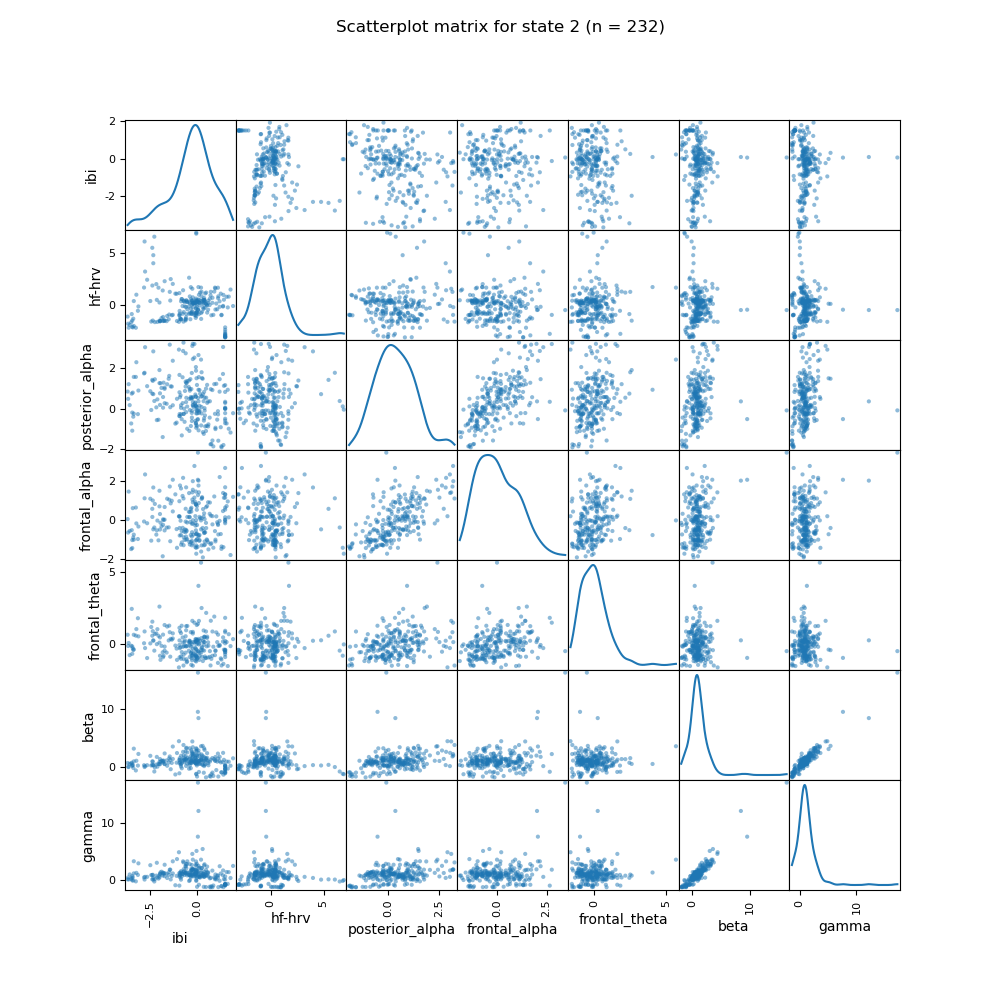 Scatterplot matrix for state 2 (n = 232)
ibi
2
0
−2
hf-hrv
5
0
posterior_alpha
2
0
−2
frontal_alpha
2
0
−2
frontal_theta
5
0
beta
10
0
gamma
10
0
−2.5
0.0
ibi
0
5
hf-hrv
0.0
2.5
posterior_alpha
0.0
2.5
frontal_alpha
0
5
frontal_theta
0
10
beta
0
10
gamma